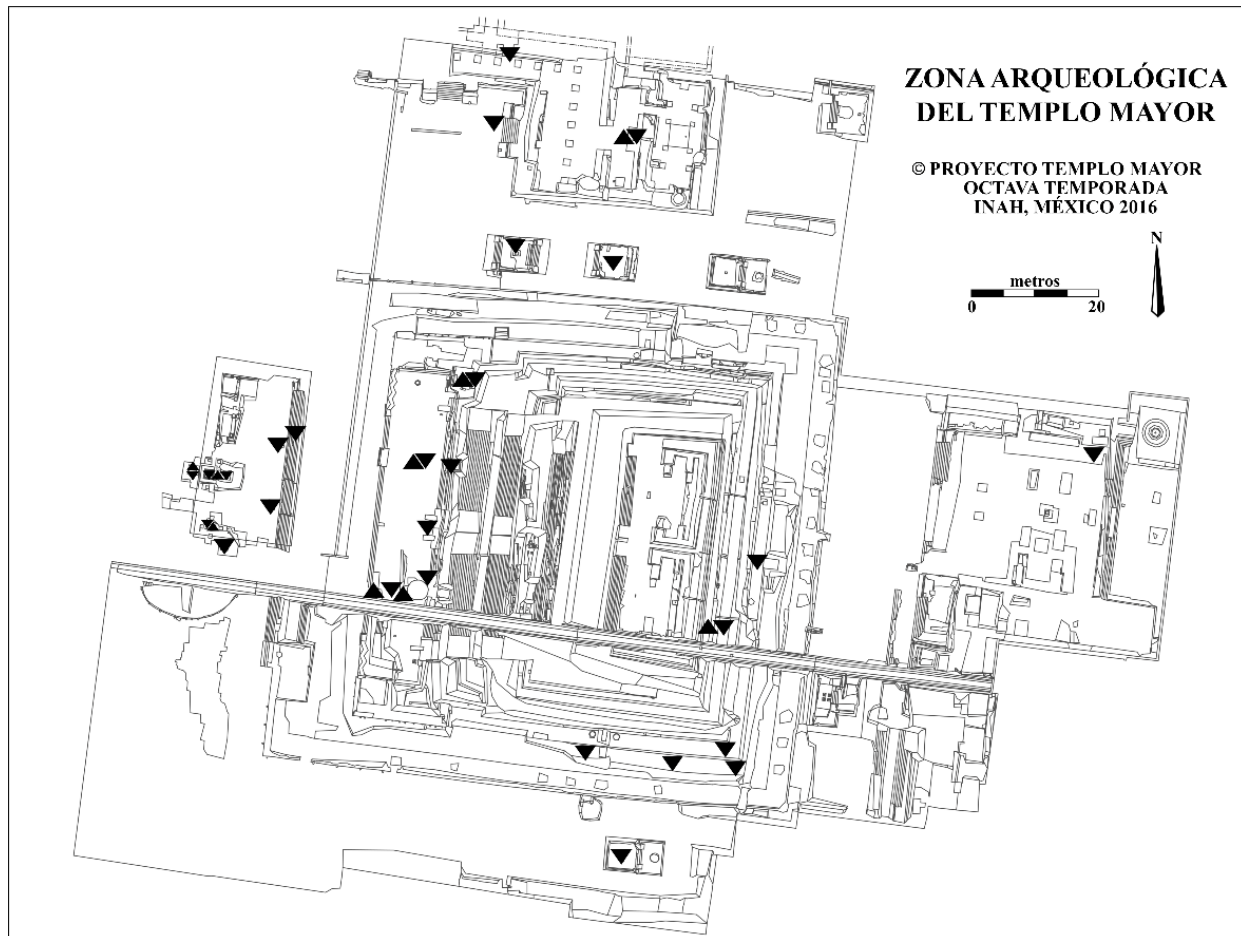 ZONA ARQUEOLÓGICA
DEL TEMPLO MAYOR
© PROYECTO TEMPLO MAYOR
OCTAVA TEMPORADA
INAH, MÉXICO 2016
N
metros
0 20